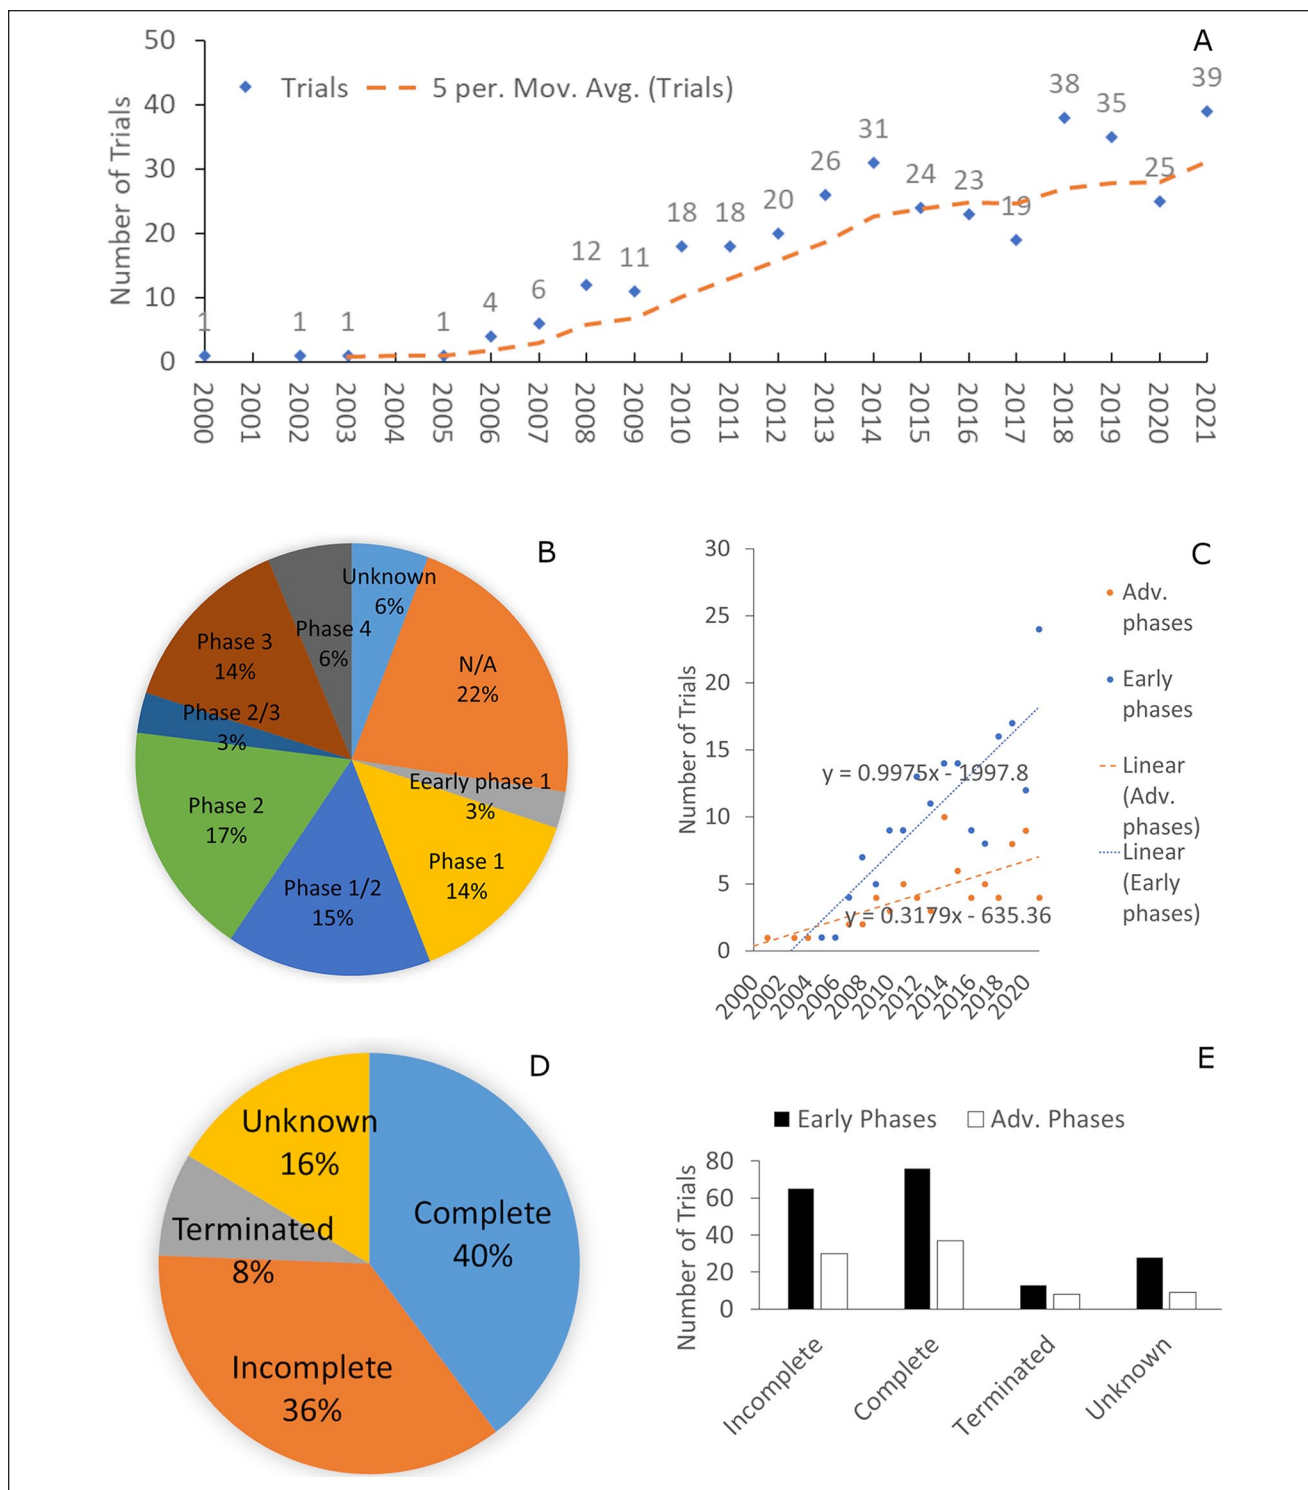 A
Trials 5 per. Mov. Avg. (Trials)
Number of Trials
50
40
30
20
10
0
1 1 1 1 4 6 12 11 18 18 20 26 31 24 23 19 38 35 25 39
2000 2001 2002 2003 2004 2005 2006 2007 2008 2009 2010 2011 2012 2013 2014 2015 2016 2017 2018 2019 2020 2021
B
Unknown
6%
N/A
22%
Eearly phase 1
3%
Phase 1
14%
Phase 1/2
15%
Phase 2
17%
Phase 2/3
3%
Phase 3
14%
Phase 4
6%
C
Number of Trials
30
25
20
15
10
5
0
y = 0.9975x - 1997.8
y = 0.3179x - 635.36
2000 2002 2004 2006 2008 2010 2012 2014 2016 2018 2020
Adv.
phases
Early
phases
Linear
(Adv.
phases)
Linear
(Early
phases)
D
Complete
40%
Incomplete
36%
Terminated
8%
Unknown
16%
E
Early Phases Adv. Phases
Number of Trials
80
60
40
20
0
Incomplete Complete Terminated Unknown